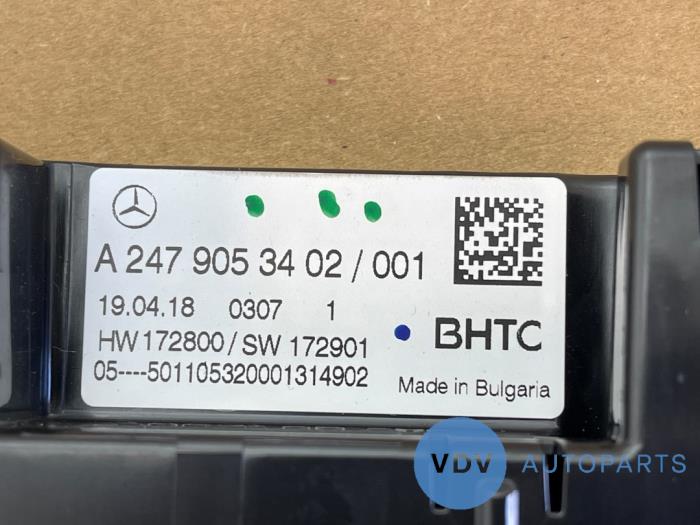 A 247 905 34 02 / 001
19.04.18 0307 1
HW 172800 / SW 172901
05----501105320001314902
BHTC
Made in Bulgaria
VDV AUTOPARTS